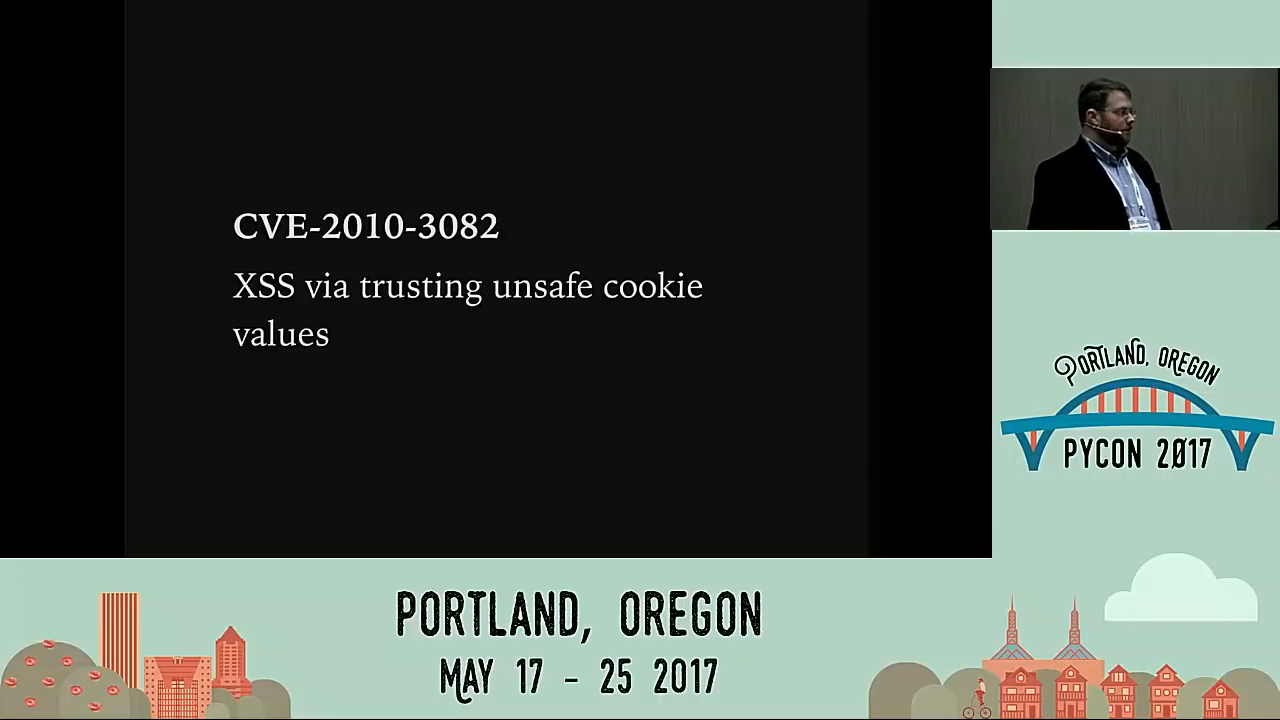 CVE-2010-3082
XSS via trusting unsafe cookie
values
PORTLAND, OREGON
PYCON 2017
PORTLAND, OREGON
MAY 17 - 25 2017